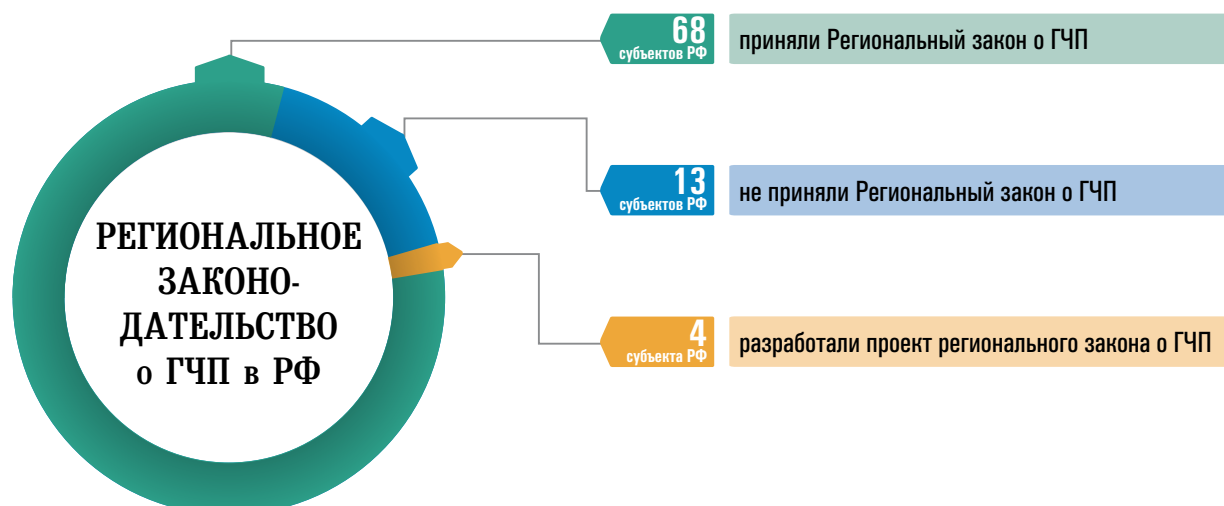 68
субъектов РФ
приняли Региональный закон о ГЧП
13
субъектов РФ
не приняли Региональный закон о ГЧП
РЕГИОНАЛЬНОЕ
ЗАКОНО-
ДАТЕЛЬСТВО
о ГЧП в РФ
4
субъекта РФ
разработали проект регионального закона о ГЧП